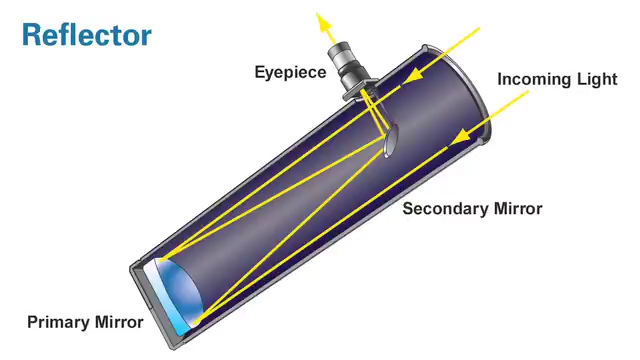 Reflector
Eyepiece
Incoming Light
Secondary Mirror
Primary Mirror